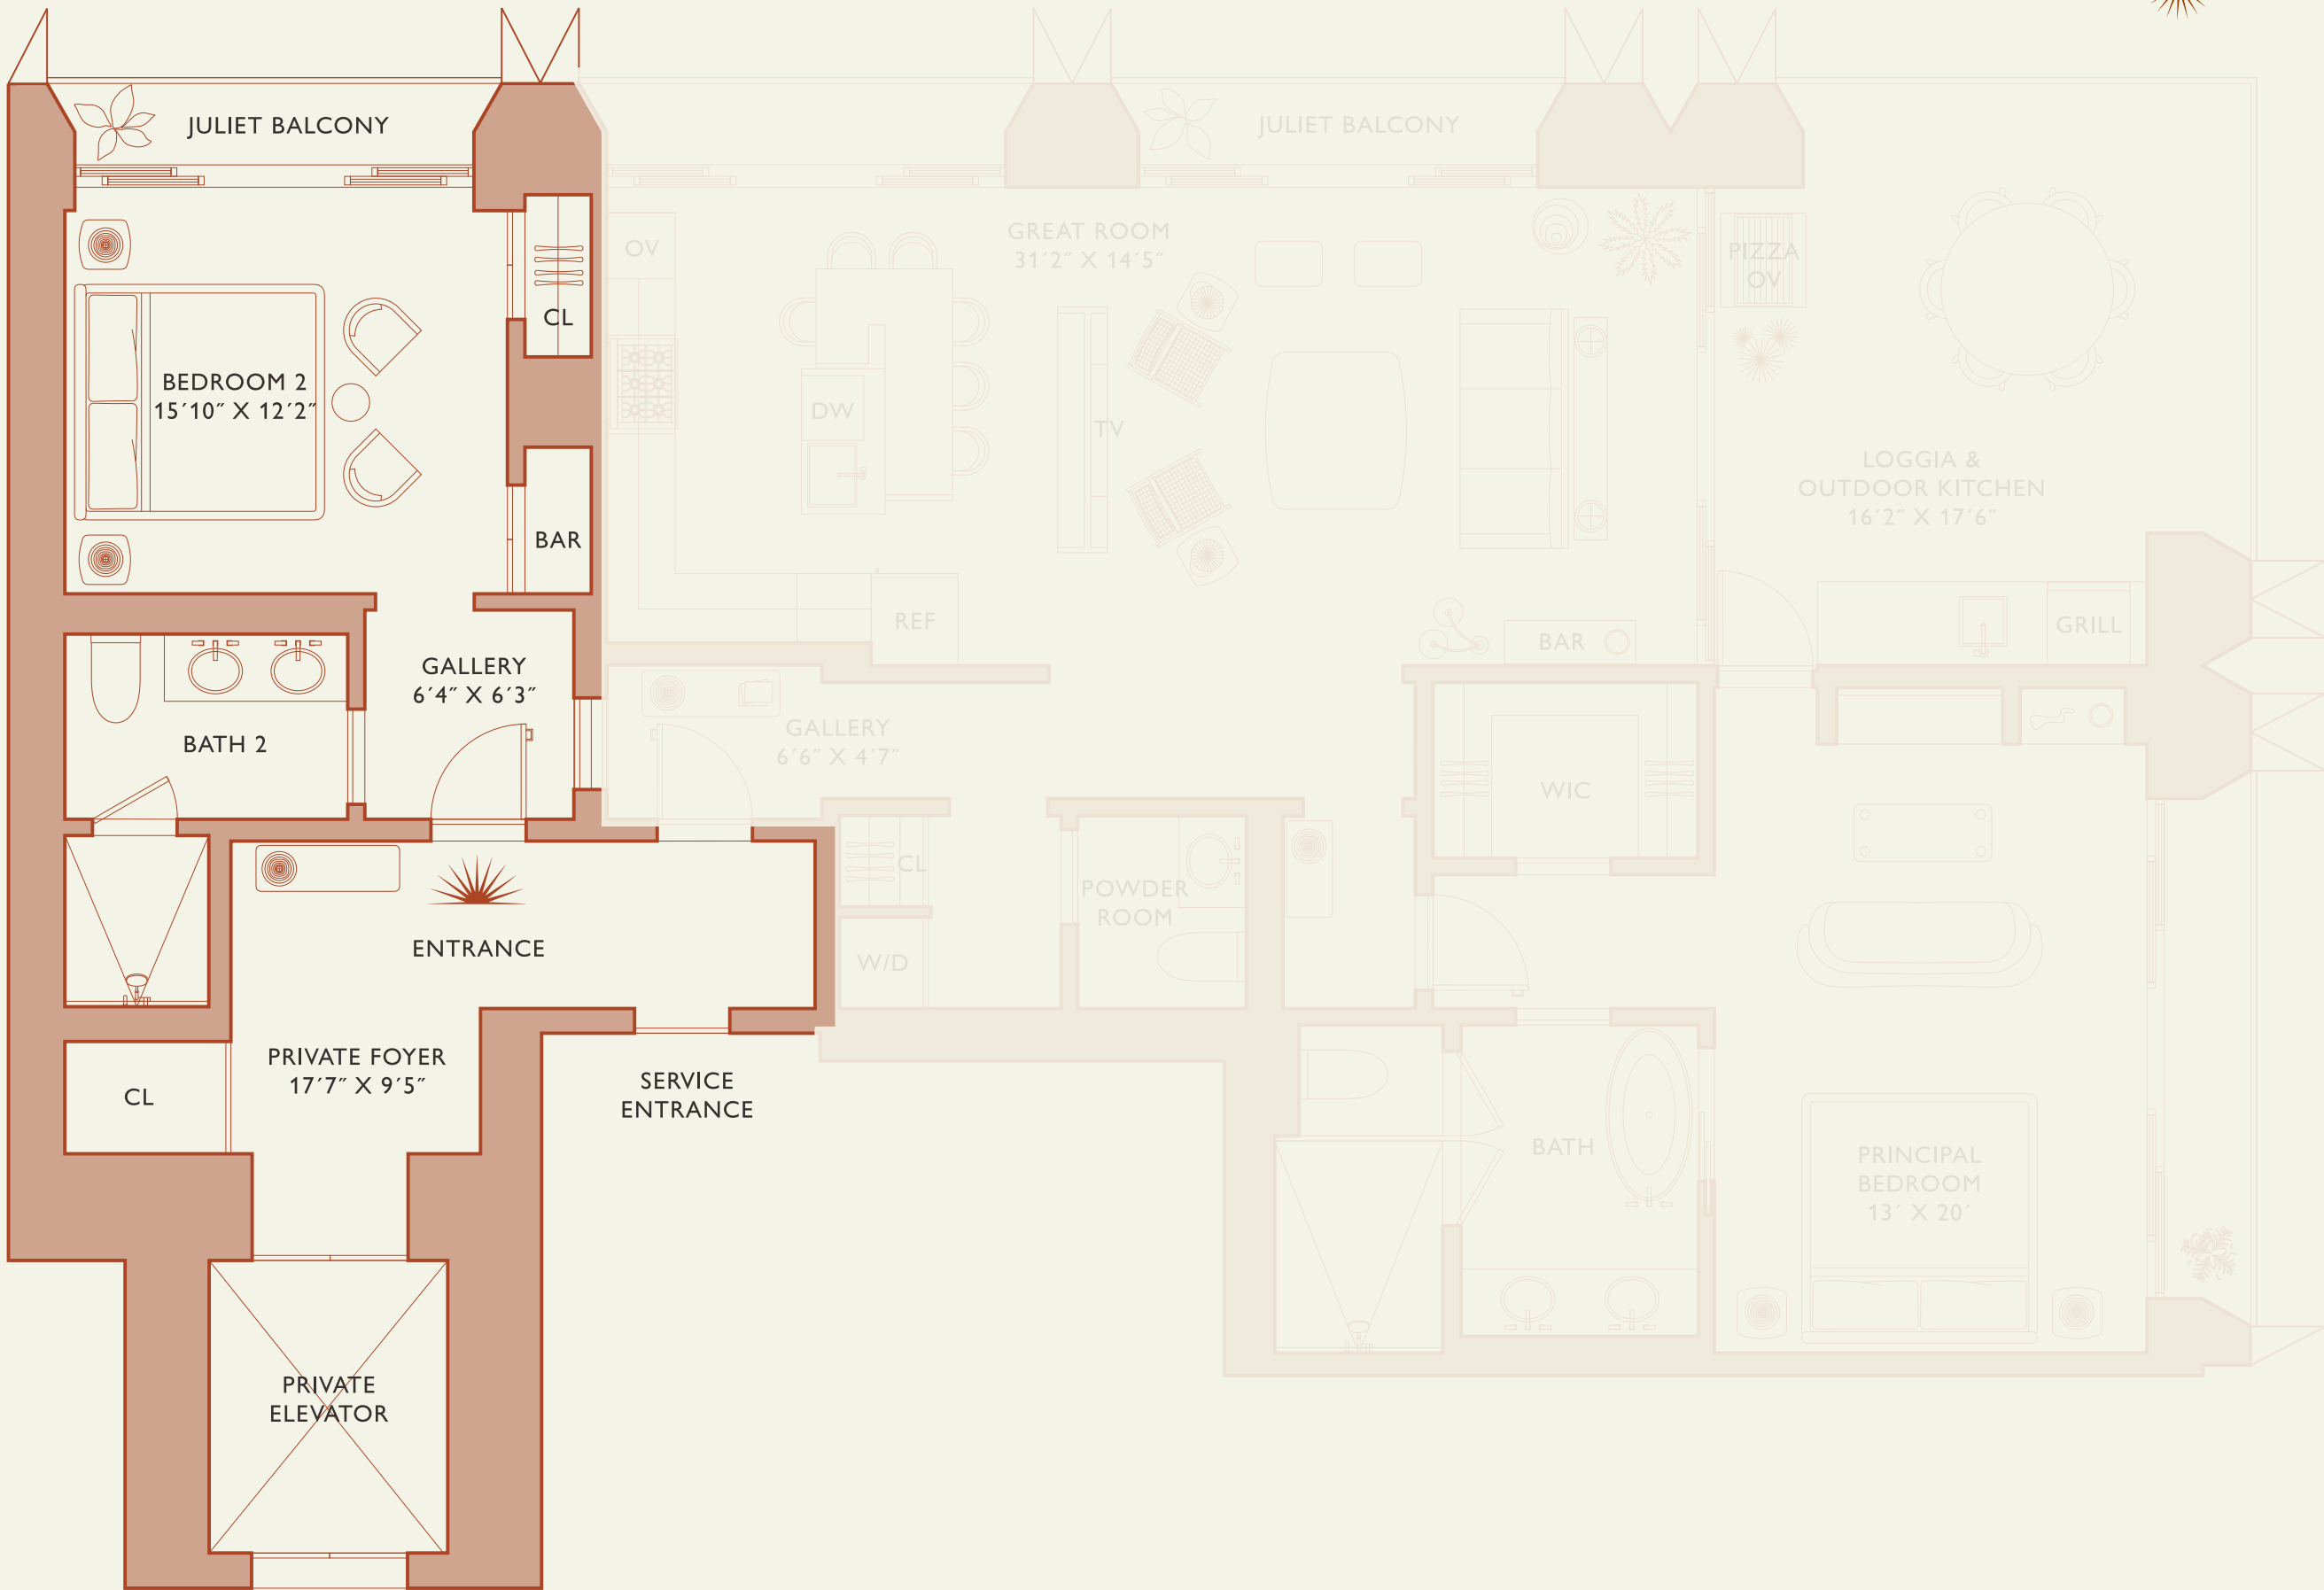 JULIET BALCONY
BEDROOM 2
15´10˝ X 12´2˝
CL
BAR
GALLERY
6´4˝ X 6´3˝
BATH 2
ENTRANCE
PRIVATE FOYER
17´7˝ X 9´5˝
CL
SERVICE
ENTRANCE
PRIVATE
ELEVATOR
JULIET BALCONY
GREAT ROOM
31´2˝ X 14´5˝
OV
DW
TV
REF
BAR
PIZZA
OV
LOGGIA &
OUTDOOR KITCHEN
16´2˝ X 17´6˝
GRILL
GALLERY
6´6˝ X 4´7˝
WIC
CL
W/D
POWDER
ROOM
BATH
PRINCIPAL
BEDROOM
13´ X 20´